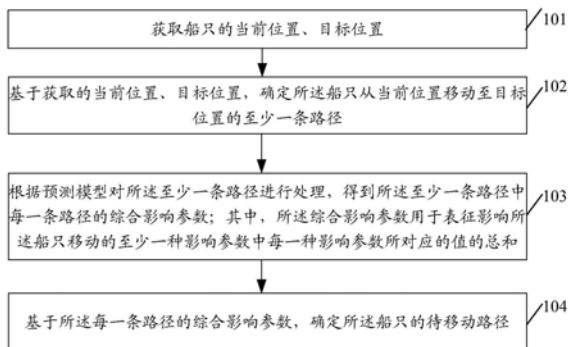 获取船只的当前位置、目标位置
101
基于获取的当前位置、目标位置，确定所述船只从当前位置移动至目标
位置的至少一条路径
102
根据预测模型对所述至少一条路径进行处理，得到所述至少一条路径中
每一条路径的综合影响参数；其中，所述综合影响参数用于表征影响所
述船只移动的至少一种影响参数中每一种影响参数所对应的值的总和
103
基于所述每一条路径的综合影响参数，确定所述船只的待移动路径
104